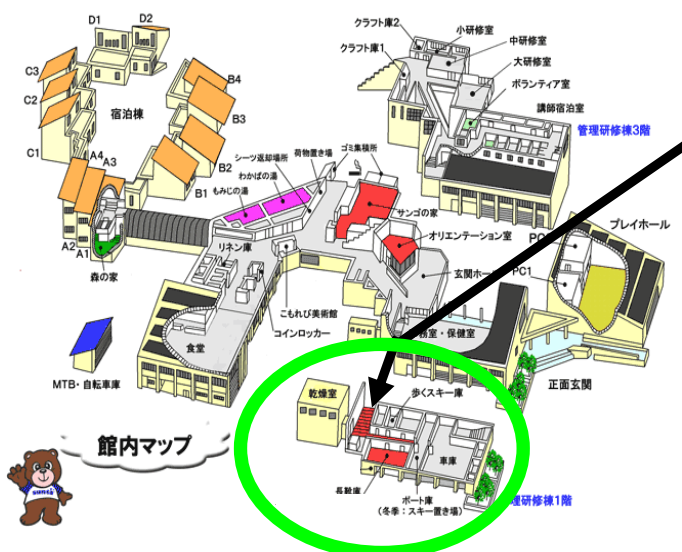 D1
D2
クラフト庫2
小研修室
中研修室
クラフト庫1
大研修室
ボランティア室
講師宿泊室
管理研修棟3階
C3
C2
C1
宿泊棟
B4
B3
B2
B1
A4
A3
A2
A1
森の家
ゴミ集積所
荷物置き場
シーツ返却場所
わかばの湯
もみじの湯
サンゴの家
オリエンテーション室
プレイホール
PC1
玄関ホー
リネン庫
こもれび美術館
コインロッカー
食堂
務室・保健室
正面玄関
MTB・自転車庫
乾燥室
歩くスキー庫
車庫
長靴庫
ボート庫
(冬季:スキー置き場)
理研修棟1階
館内マップ